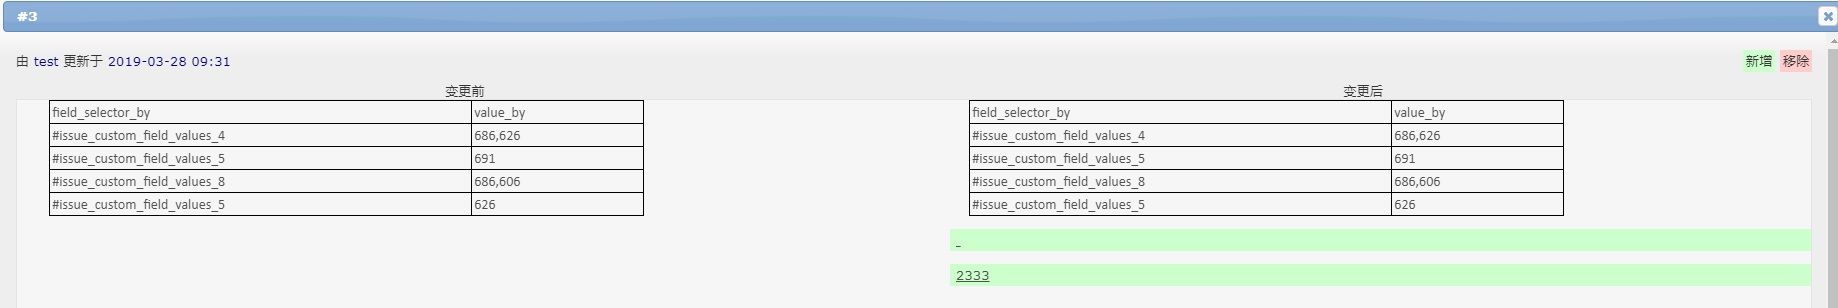 #3
由 test 更新于 2019-03-28 09:31
新增 移除
变更前
变更后
field_selector_by value_by
#issue_custom_field_values_4 686,626
#issue_custom_field_values_5 691
#issue_custom_field_values_8 686,606
#issue_custom_field_values_5 626
field_selector_by value_by
#issue_custom_field_values_4 686,626
#issue_custom_field_values_5 691
#issue_custom_field_values_8 686,606
#issue_custom_field_values_5 626
2333